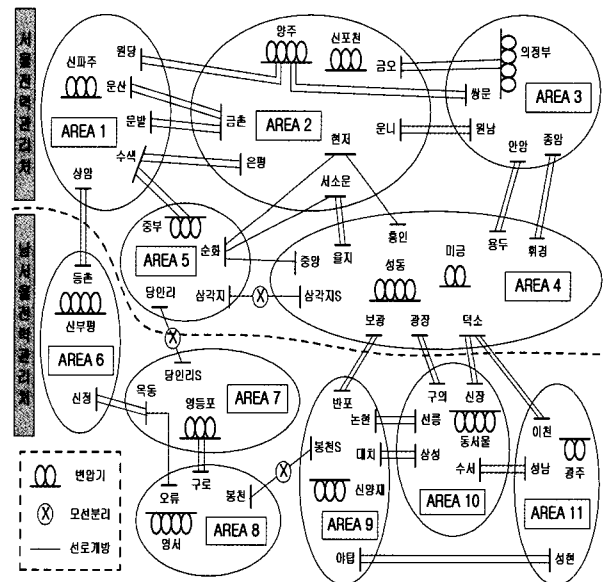 서울전력관리처
남서울전력관리처
양주
신포천
원당
신파주
운산
문발
AREA 1
수색
상암
금촌
은평
AREA 2
금오
쌍문
운니
현저
서소문
의정부
AREA 3
원남
안암
종암
중부
AREA 5
순화
당인리
삼각지
중앙
을지
흥인
성동
미금
용두
휘경
AREA 4
삼각지S
보광
광장
덕소
등촌
신부평
AREA 6
신정
당인리S
목동
AREA 7
영등포
구로
오류
봉천
영서
AREA 8
반포
논현
봉천S
대치
신양재
AREA 9
야탑
구의
신장
선릉
동서울
삼성
수서
AREA 10
이천
광주
성남
AREA 11
성현
변압기
모선분리
선로개방